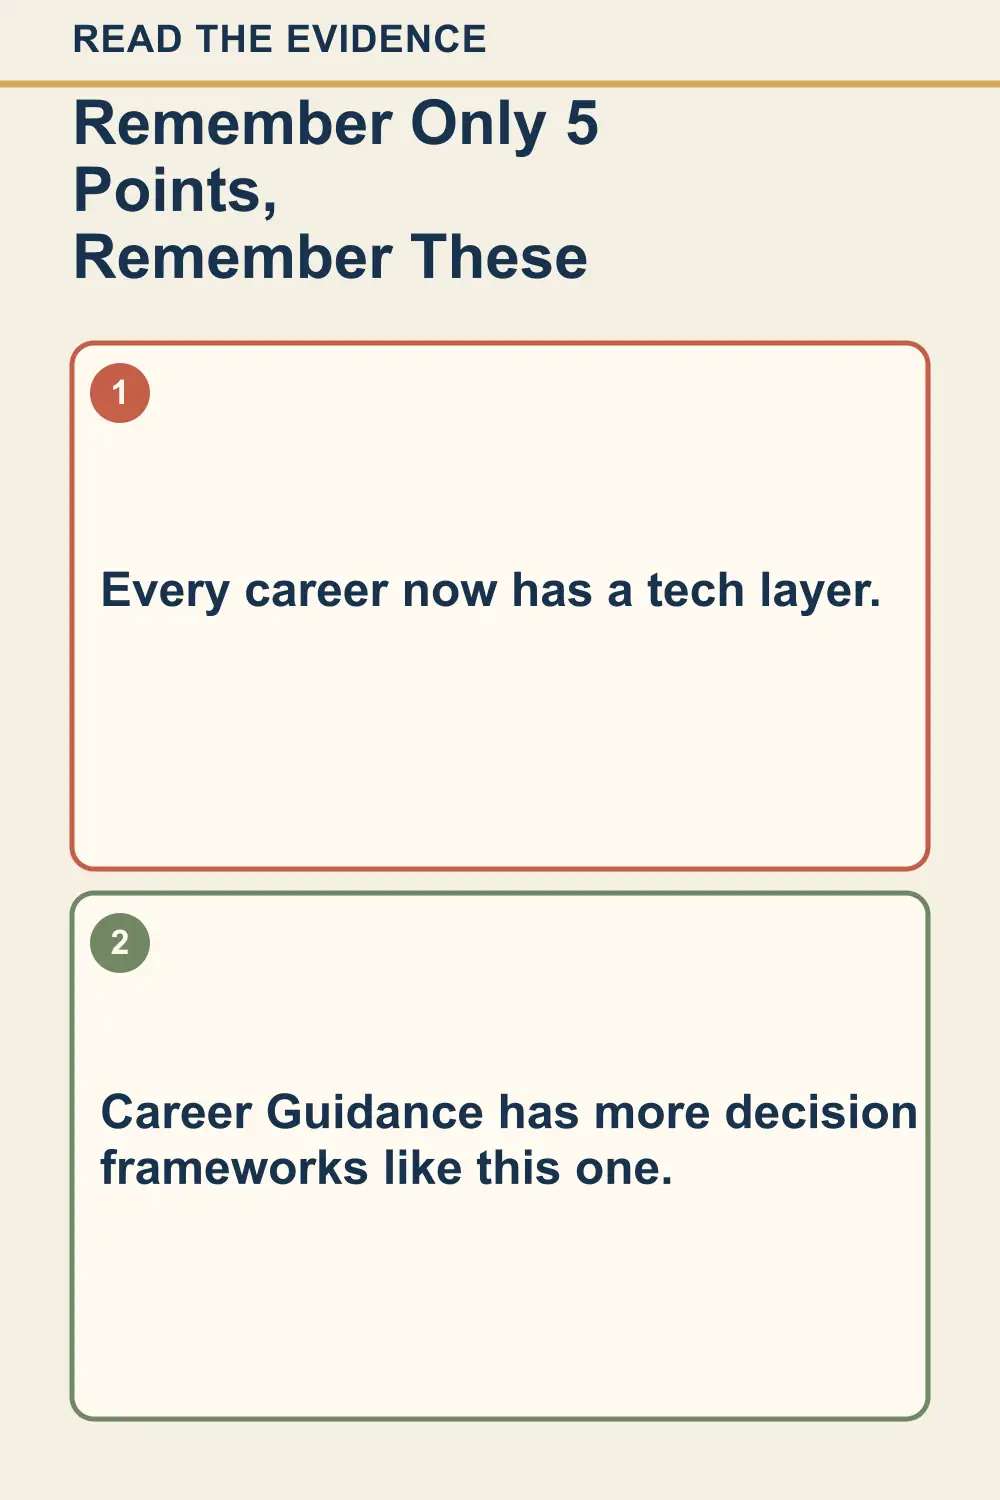 READ THE EVIDENCE
Remember Only 5
Points,
Remember These
1
Every career now has a tech layer.
2
Career Guidance has more decision
frameworks like this one.